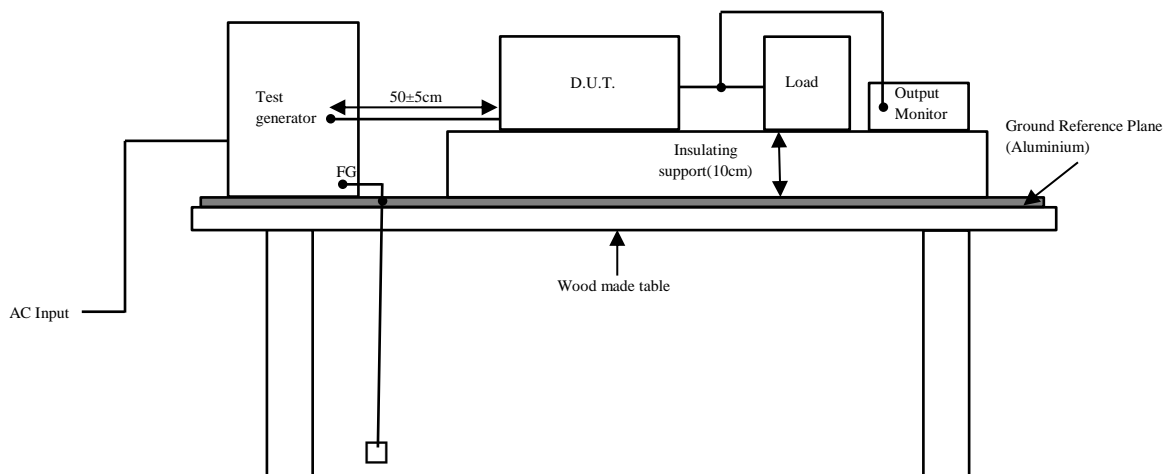 Test
generator
50±5cm
D.U.T.
Load
Output
Monitor
Ground Reference Plane
(Aluminium)
Insulating
support(10cm)
FG
Wood made table
AC Input